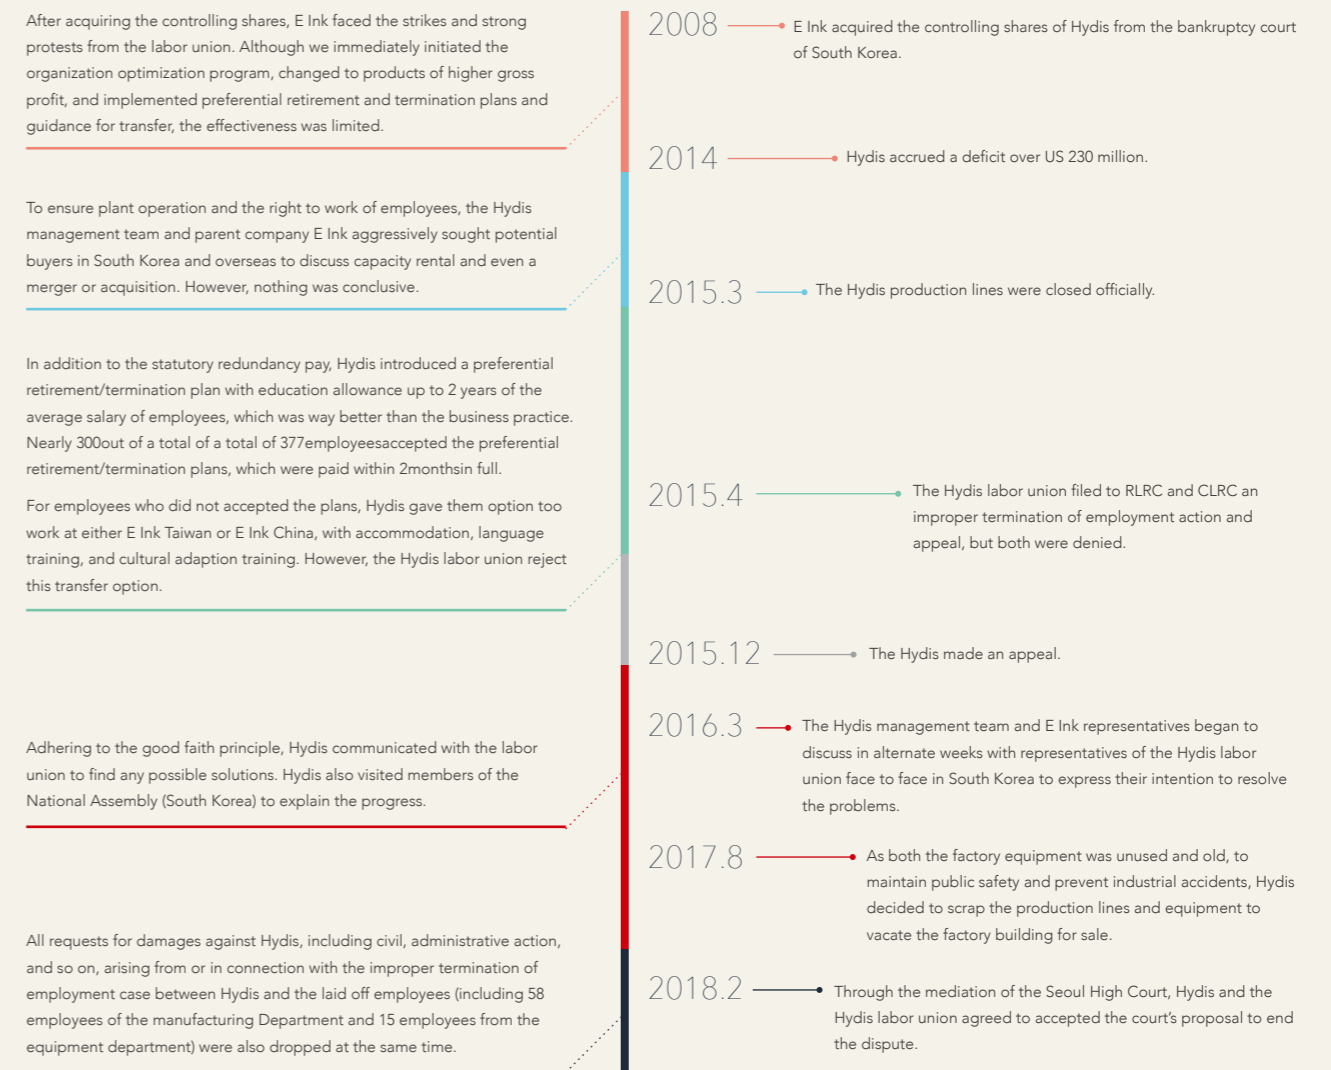 After acquiring the controlling shares, E Ink faced the strikes and strong
protests from the labor union. Although we immediately initiated the
organization optimization program, changed to products of higher gross
profit, and implemented preferential retirement and termination plans and
guidance for transfer, the effectiveness was limited.
To ensure plant operation and the right to work of employees, the Hydis
management team and parent company E Ink aggressively sought potential
buyers in South Korea and overseas to discuss capacity rental and even a
merger or acquisition. However, nothing was conclusive.
In addition to the statutory redundancy pay, Hydis introduced a preferential
retirement/termination plan with education allowance up to 2 years of the
average salary of employees, which was way better than the business practice.
Nearly 300out of a total of a total of 377employeesaccepted the preferential
retirement/termination plans, which were paid within 2monthsin full.
For employees who did not accepted the plans, Hydis gave them option too
work at either E Ink Taiwan or E Ink China, with accommodation, language
training, and cultural adaption training. However, the Hydis labor union reject
this transfer option.
Adhering to the good faith principle, Hydis communicated with the labor
union to find any possible solutions. Hydis also visited members of the
National Assembly (South Korea) to explain the progress.
All requests for damages against Hydis, including civil, administrative action,
and so on, arising from or in connection with the improper termination of
employment case between Hydis and the laid off employees (including 58
employees of the manufacturing Department and 15 employees from the
equipment department) were also dropped at the same time.
2008
E Ink acquired the controlling shares of Hydis from the bankruptcy court
of South Korea.
2014
Hydis accrued a deficit over US 230 million.
2015.3
The Hydis production lines were closed officially.
2015.4
The Hydis labor union filed to RLRC and CLRC an
improper termination of employment action and
appeal, but both were denied.
2015.12
The Hydis made an appeal.
2016.3
The Hydis management team and E Ink representatives began to
discuss in alternate weeks with representatives of the Hydis labor
union face to face in South Korea to express their intention to resolve
the problems.
2017.8
As both the factory equipment was unused and old, to
maintain public safety and prevent industrial accidents, Hydis
decided to scrap the production lines and equipment to
vacate the factory building for sale.
2018.2
Through the mediation of the Seoul High Court, Hydis and the
Hydis labor union agreed to accepted the court's proposal to end
the dispute.